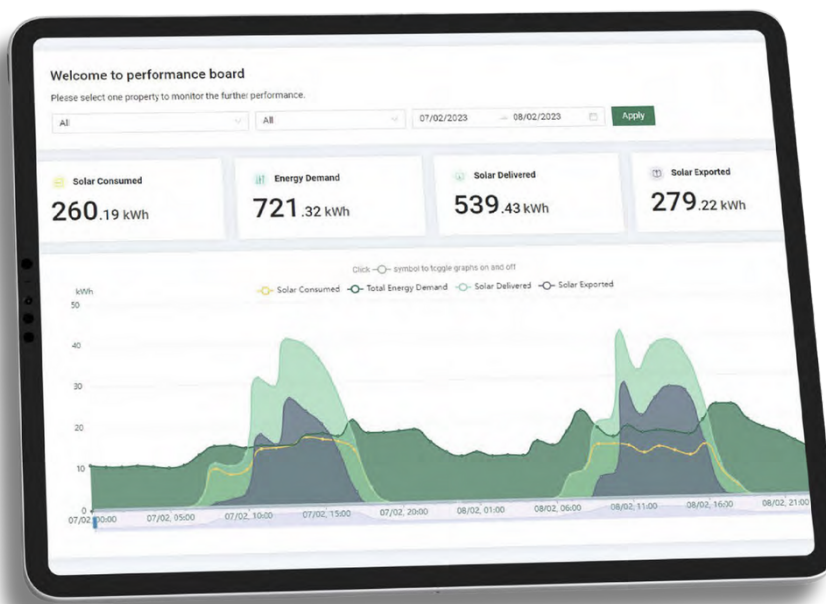 Welcome to performance board
Please select one property to monitor the further performance.
All
All
07/02/2023 → 08/02/2023
Apply
Solar Consumed
260.19 kWh
Energy Demand
721.32 kWh
Solar Delivered
539.43 kWh
Solar Exported
279.22 kWh
Click -O- symbol to toggle graphs on and off
Solar Consumed Total Energy Demand Solar Delivered Solar Exported
kWh
50
40
30
20
10
0
07/02, 00:00 07/02, 05:00 07/02, 10:00 07/02, 15:00 07/02, 20:00 08/02, 01:00 08/02, 06:00 08/02, 11:00 08/02, 16:00 08/02, 21:00